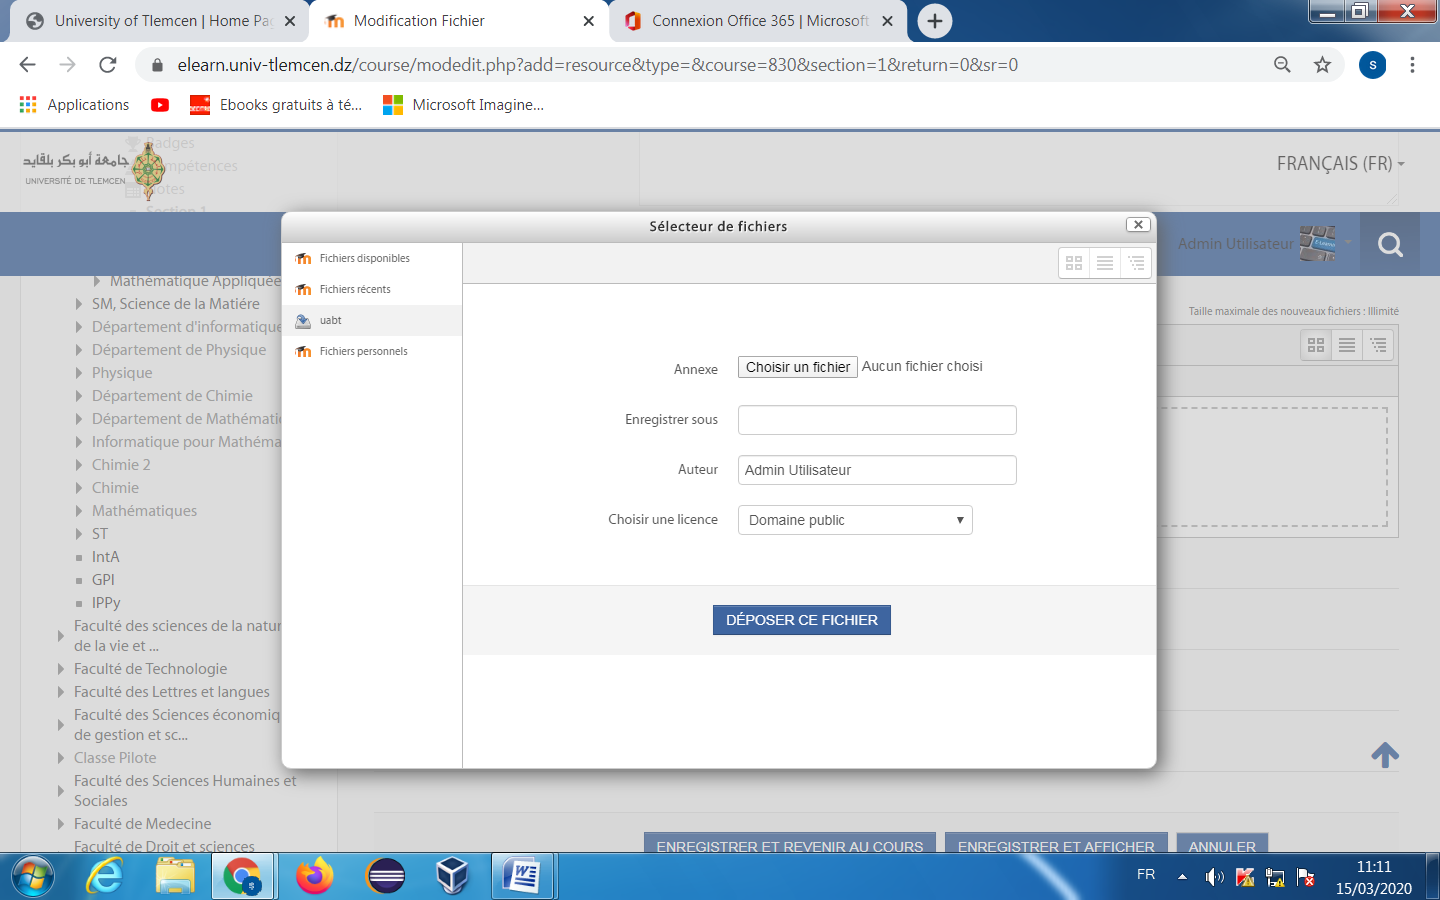 University of Tlemcen | Home Pag
Modification Fichier
Connexion Office 365 | Microsoft
elearn.univ-tlemcen.dz/course/modedit.php?add=resource&type=&course=830&section=1&return=0&sr=0
s
Applications
Ebooks gratuits à té...
Microsoft Imagine...
Badges
جامعة أبو بكر بلقايد
UNIVERSITÉ DE TLEMCEN
mpétences
Notes
Section 1
FRANÇAIS (FR)
Sélecteur de fichiers
Admin Utilisateur
Fichiers disponibles
Fichiers récents
uabt
Fichiers personnels
Mathématique Appliquée
SM, Science de la Matiére
Département d'informatique
Département de Physique
Physique
Département de Chimie
Département de Mathémati
Informatique pour Mathéma
Chimie 2
Chimie
Mathématiques
ST
IntA
GPI
IPPy
Faculté des sciences de la natur
de la vie et ...
Faculté de Technologie
Faculté des Lettres et langues
Faculté des Sciences économiq
de gestion et sc...
Classe Pilote
Faculté des Sciences Humaines et
Sociales
Faculté de Medecine
Faculté de Droit et sciences
Taille maximale des nouveaux fichiers : Illimité
Annexe Choisir un fichier Aucun fichier choisi
Enregistrer sous
Auteur Admin Utilisateur
Choisir une licence Domaine public
DÉPOSER CE FICHIER
ENREGISTRER ET REVENIR AU COURS ENREGISTRER ET AFFICHER ANNULER
FR
11:11
15/03/2020